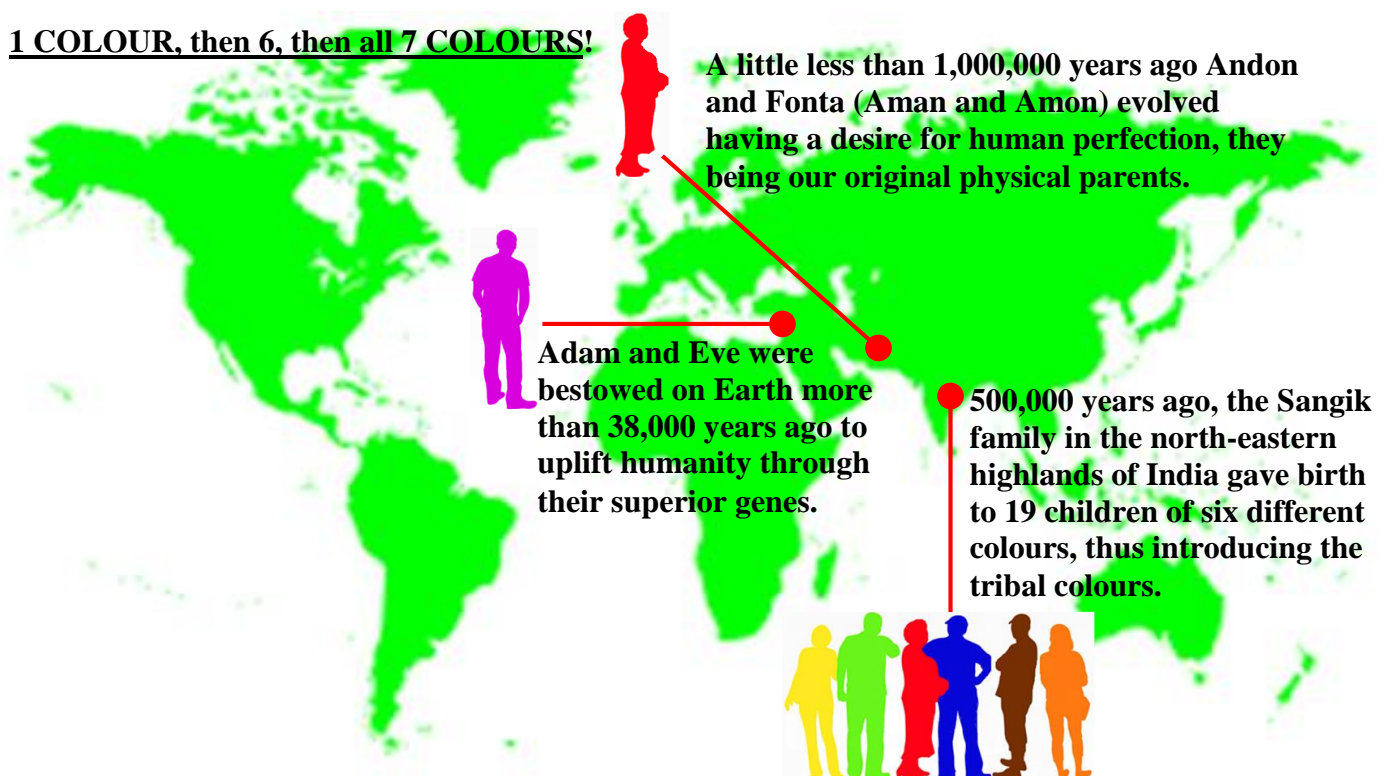 1 COLOUR, then 6, then all 7 COLOURS!
A little less than 1,000,000 years ago Andon
and Fonta (Aman and Amon) evolved
having a desire for human perfection, they
being our original physical parents.
Adam and Eve were
bestowed on Earth more
than 38,000 years ago to
uplift humanity through
their superior genes.
500,000 years ago, the Sangik
family in the north-eastern
highlands of India gave birth
to 19 children of six different
colours, thus introducing the
tribal colours.